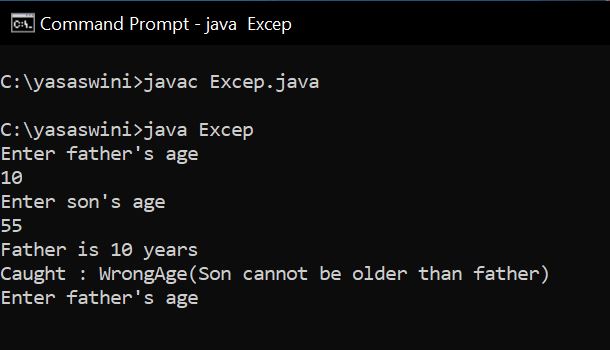 C:\. Command Prompt - java Excep
C:\yasaswini>javac Excep.java
C:\yasaswini>java Excep
Enter father's age
10
Enter son's age
55
Father is 10 years
Caught : WrongAge(Son cannot be older than father)
Enter father's age